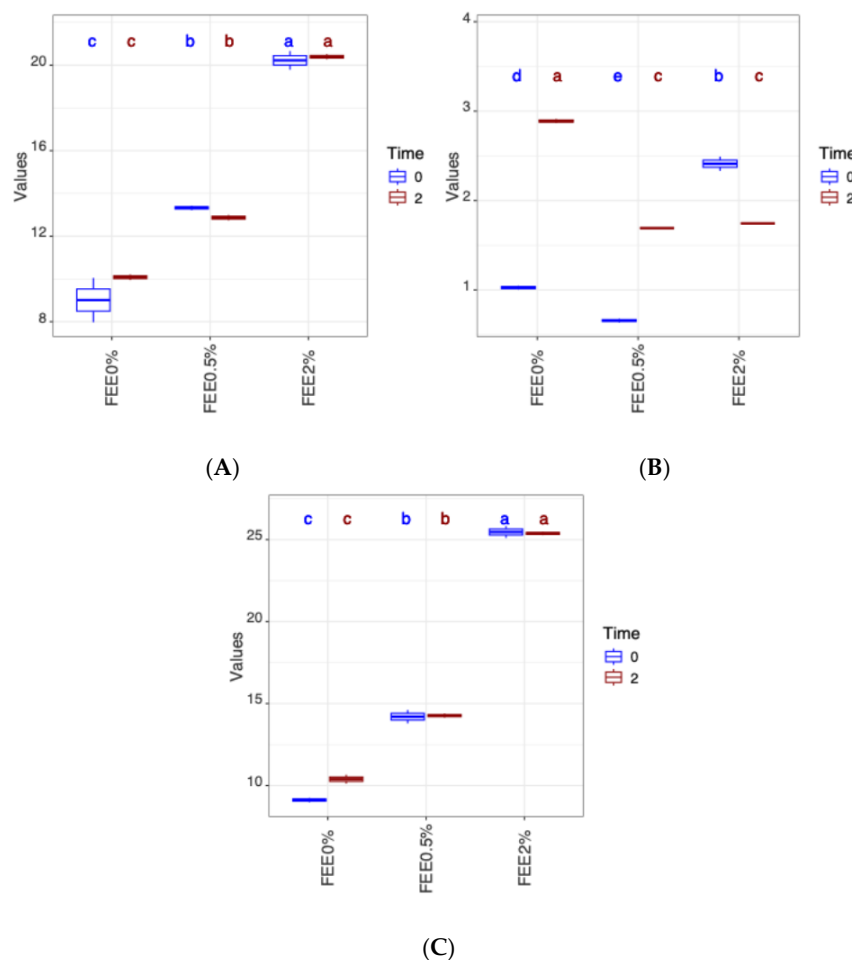 c c b b a a
20
16
12
8
Values
FEE0%
FEE0.5%
FEE2%
Time
0
2
(A)
4
d a e c b c
3
2
1
Values
FEE0%
FEE0.5%
FEE2%
Time
0
2
(B)
c c b b a a
25
20
15
10
Values
FEE0%
FEE0.5%
FEE2%
Time
0
2
(C)